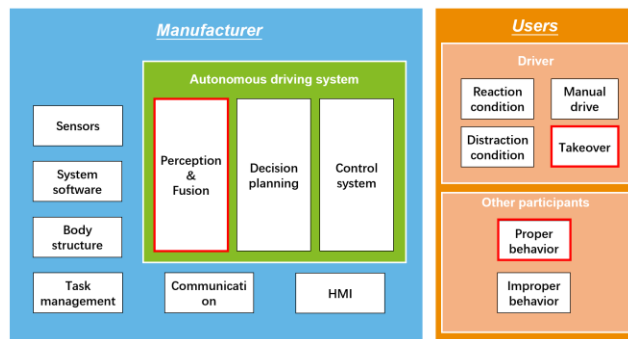 Manufacturer
Autonomous driving system
Sensors
System
software
Body
structure
Task
management
Perception
&
Fusion
Decision
planning
Control
system
Communicati
on
HMI
Users
Driver
Reaction
condition
Manual
drive
Distraction
condition
Takeover
Other participants
Proper
behavior
Improper
behavior